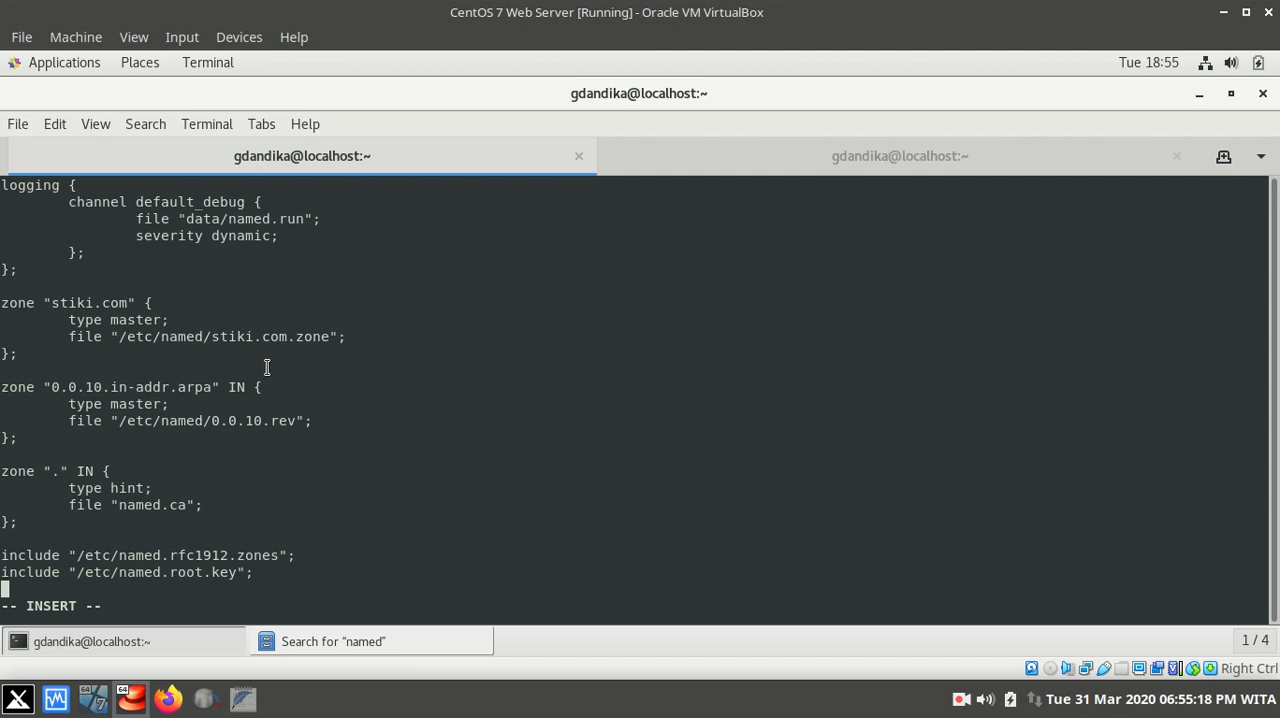 CentOS 7 Web Server [Running] - Oracle VM VirtualBox
File Machine View Input Devices Help
Applications Places Terminal Tue 18:55
gdandika@localhost:~
File Edit View Search Terminal Tabs Help
gdandika@localhost:~ × gdandika@localhost:~ ×
logging {
channel default_debug {
file "data/named.run";
severity dynamic;
};
};
zone "stiki.com" {
type master;
file "/etc/named/stiki.com.zone";
};
zone "0.0.10.in-addr.arpa" IN {
type master;
file "/etc/named/0.0.10.rev";
};
zone "." IN {
type hint;
file "named.ca";
};
include "/etc/named.rfc1912.zones";
include "/etc/named.root.key";
-- INSERT --
gdandika@localhost:~ Search for “named” 1 / 4
Right Ctrl
64 7 64 Tue 31 Mar 2020 06:55:18 PM WITA